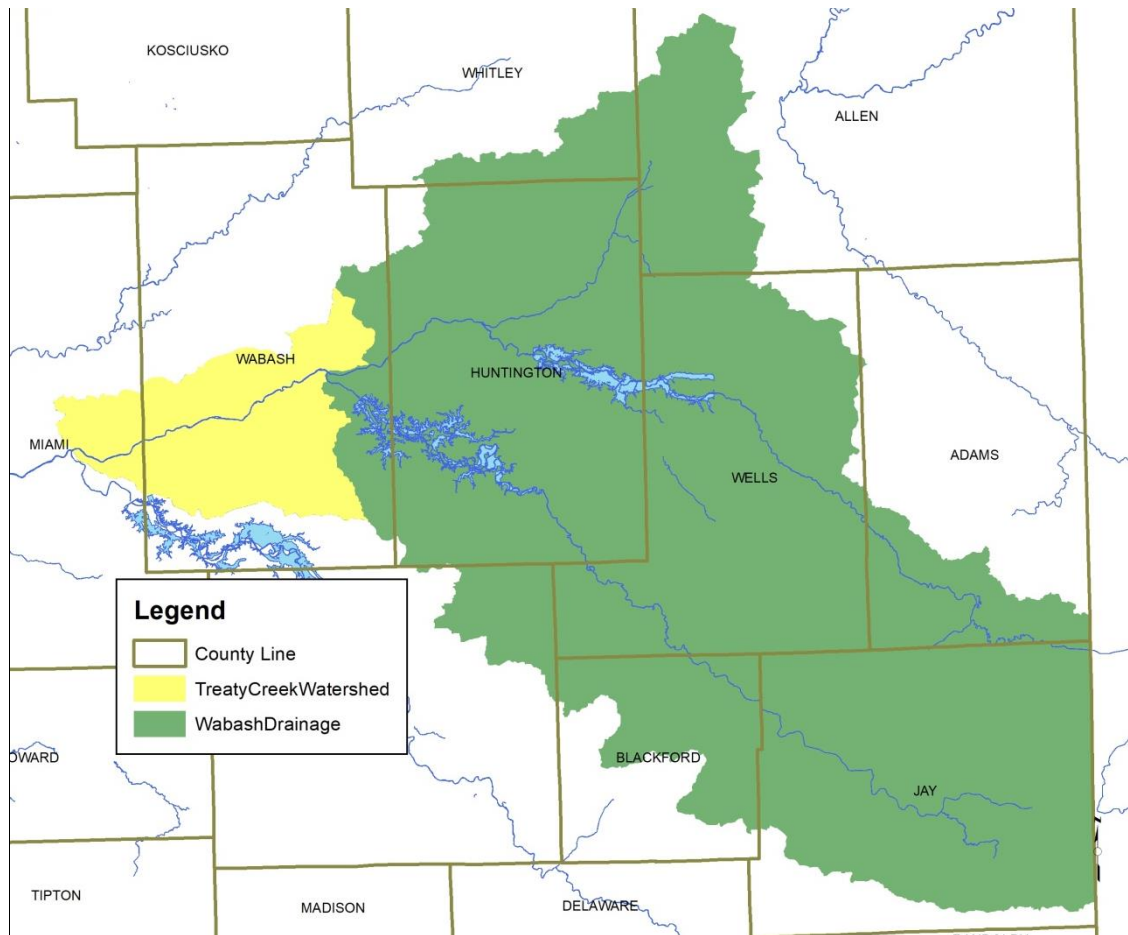 KOSCIUSKO
WHITLEY
ALLEN
WABASH
HUNTINGTON
MIAMI
ADAMS
WELLS
Legend
County Line
TreatyCreekWatershed
WabashDrainage
OWARD
BLACKFORD
JAY
TIPTON
MADISON
DELAWARE